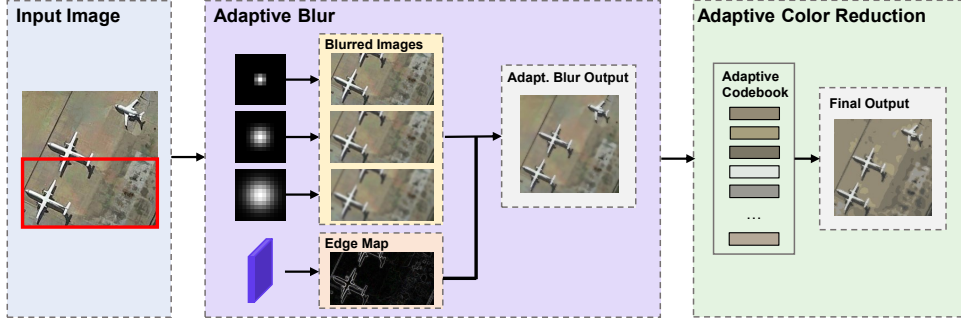 Input Image
Adaptive Blur
Adaptive Color Reduction
Blurred Images
Adapt. Blur Output
Adaptive
Codebook
Final Output
...
Edge Map